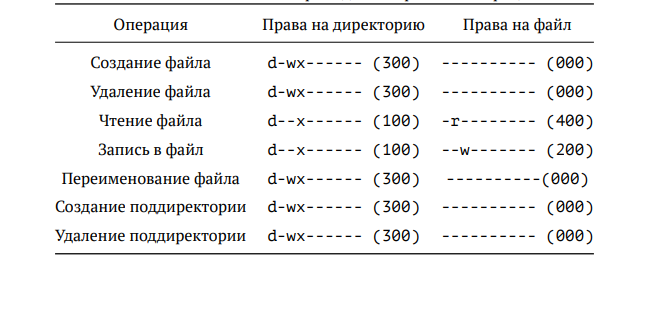 Операция Права на директорию Права на файл
Создание файла d-wx------ (300) ---------- (000)
Удаление файла d-wx------ (300) ---------- (000)
Чтение файла d--x------ (100) -r-------- (400)
Запись в файл d--x------ (100) --w------- (200)
Переименование файла d-wx------ (300) ----------(000)
Создание поддиректории d-wx------ (300) ---------- (000)
Удаление поддиректории d-wx------ (300) ---------- (000)